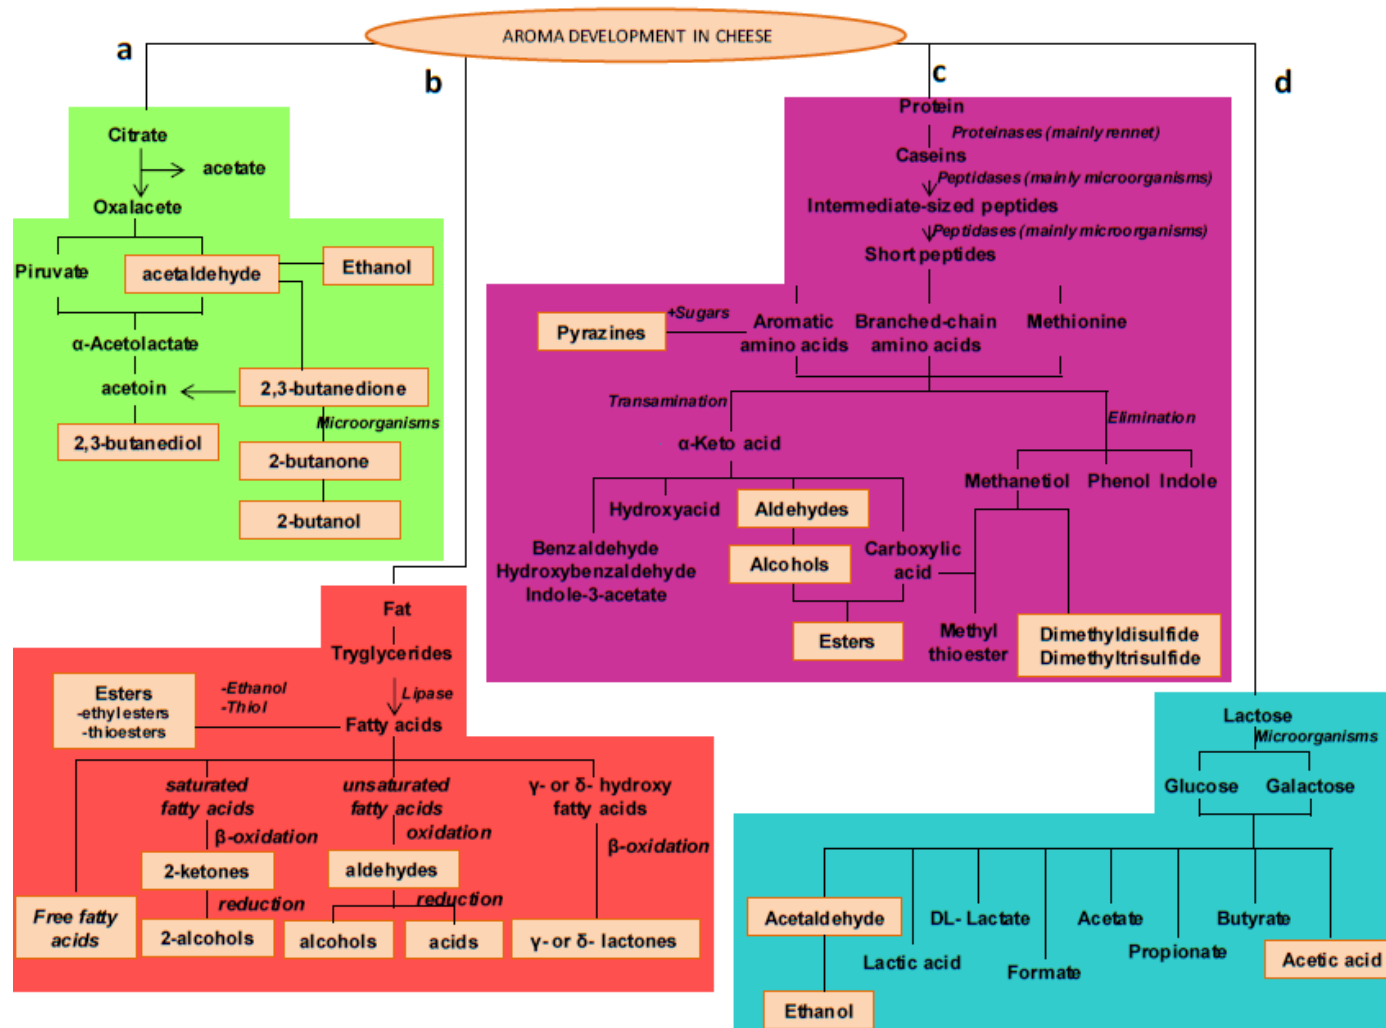 AROMA DEVELOPMENT IN CHEESE
a
b
c
d
Citrate
acetate
Oxalacete
Piruvate
acetaldehyde
Ethanol
α-Acetolactate
acetoin
2,3-butanedione
Microorganisms
2,3-butanediol
2-butanone
2-butanol
Fat
Tryglycerides
Lipase
Esters
-ethyl esters
-thioesters
-Ethanol
-Thiol
Fatty acids
saturated
fatty acids
unsaturated
fatty acids
γ- or δ- hydroxy
fatty acids
β-oxidation
oxidation
β-oxidation
2-ketones
aldehydes
reduction
reduction
Free fatty
acids
2-alcohols
alcohols
acids
γ- or δ- lactones
Protein
Proteinases (mainly rennet)
Caseins
Peptidases (mainly microorganisms)
Intermediate-sized peptides
Peptidases (mainly microorganisms)
Short peptides
Pyrazines
+Sugars
Aromatic
amino acids
Branched-chain
amino acids
Methionine
Transamination
Elimination
α-Keto acid
Methanetiol
Phenol
Indole
Hydroxyacid
Aldehydes
Benzaldehyde
Hydroxybenzaldehyde
Indole-3-acetate
Alcohols
Carboxylic
acid
Esters
Methyl
thioester
Dimethyldisulfide
Dimethyltrisulfide
Lactose
Microorganisms
Glucose
Galactose
Acetaldehyde
DL- Lactate
Acetate
Butyrate
Lactic acid
Formate
Propionate
Acetic acid
Ethanol